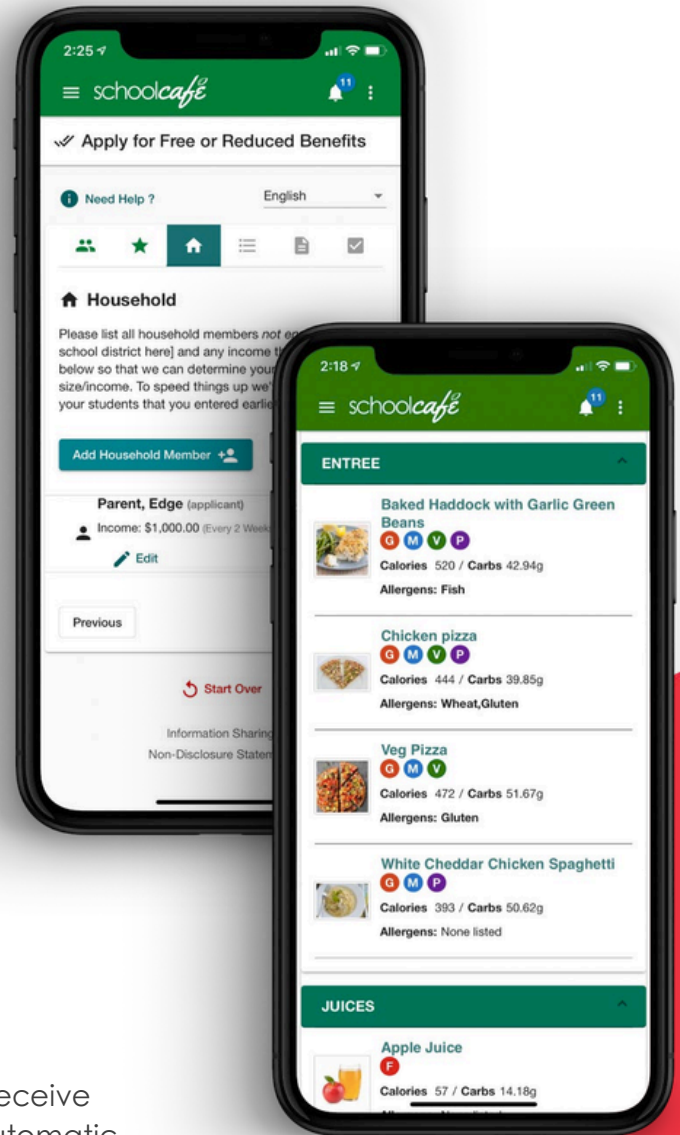 2:25
schoolcafé
11
Apply for Free or Reduced Benefits
Need Help ?
English
Household
Please list all household members not
school district here] and any income
below so that we can determine your
size/income. To speed things up
your students that you entered
Add Household Member
Parent, Edge (applicant)
Income: $1,000.00 (Every 2
Edit
Previous
Start Over
Information Sharing
Non-Disclosure
2:18
schoolcafé
11
ENTREE
Baked Haddock with Garlic Green
Beans
G M V P
Calories 520 / Carbs 42.94g
Allergens: Fish
Chicken pizza
G M V P
Calories 444 / Carbs 39.85g
Allergens: Wheat,Gluten
Veg Pizza
G M V
Calories 472 / Carbs 51.67g
Allergens: Gluten
White Cheddar Chicken Spaghetti
G M P
Calories 393 / Carbs 50.62g
Allergens: None listed
JUICES
Apple Juice
F
Calories 57 / Carbs 14.18g